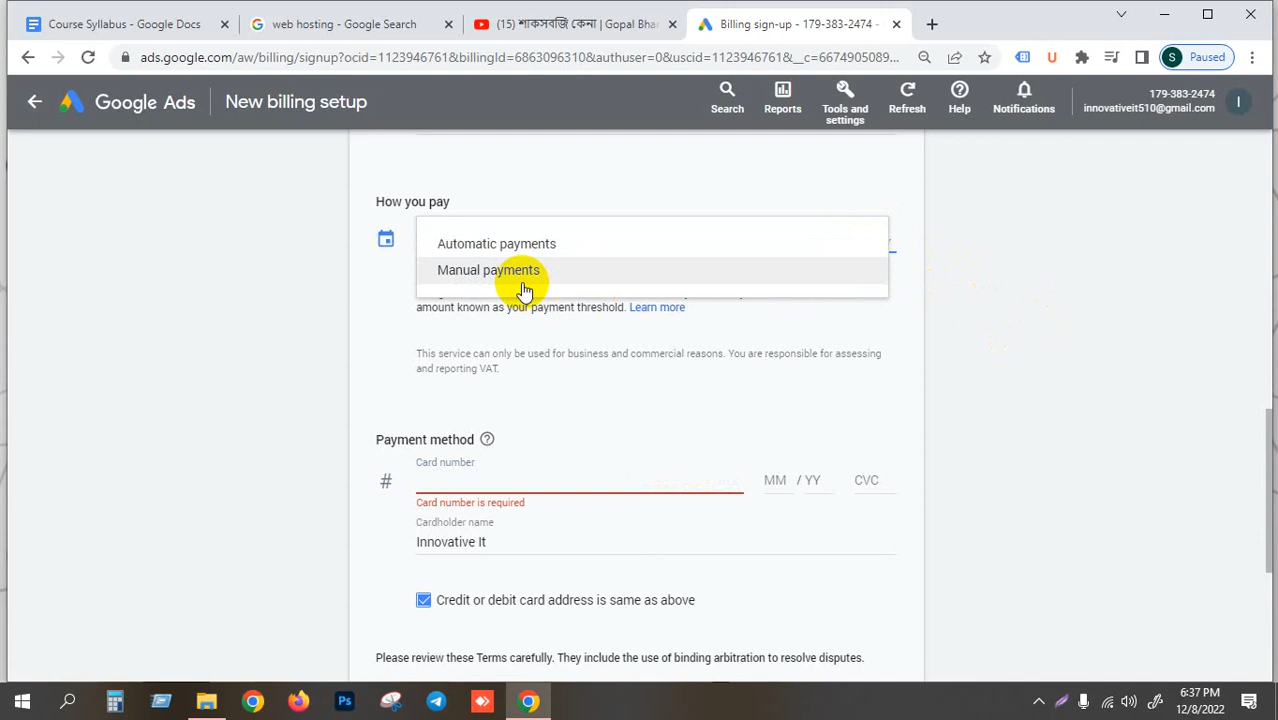 Course Syllabus - Google Docs
web hosting - Google Search
(15) শাকসবজি কেনা | Gopal Bhar
Billing sign-up - 179-383-2474 -
ads.google.com/aw/billing/signup?ocid=1123946761&billingId=6863096310&authuser=0&uscid=1123946761&__c=6674905089...
S
Paused
Google Ads
New billing setup
Search
Reports
Tools and
settings
Refresh
Help
Notifications
179-383-2474
innovativeit510@gmail.com
I
How you pay
Automatic payments
Manual payments
amount known as your payment threshold. Learn more
This service can only be used for business and commercial reasons. You are responsible for assessing
and reporting VAT.
Payment method
Card number
# MM / YY CVC
Card number is required
Cardholder name
Innovative It
Credit or debit card address is same as above
Please review these Terms carefully. They include the use of binding arbitration to resolve disputes.
Ps
6:37 PM
12/8/2022